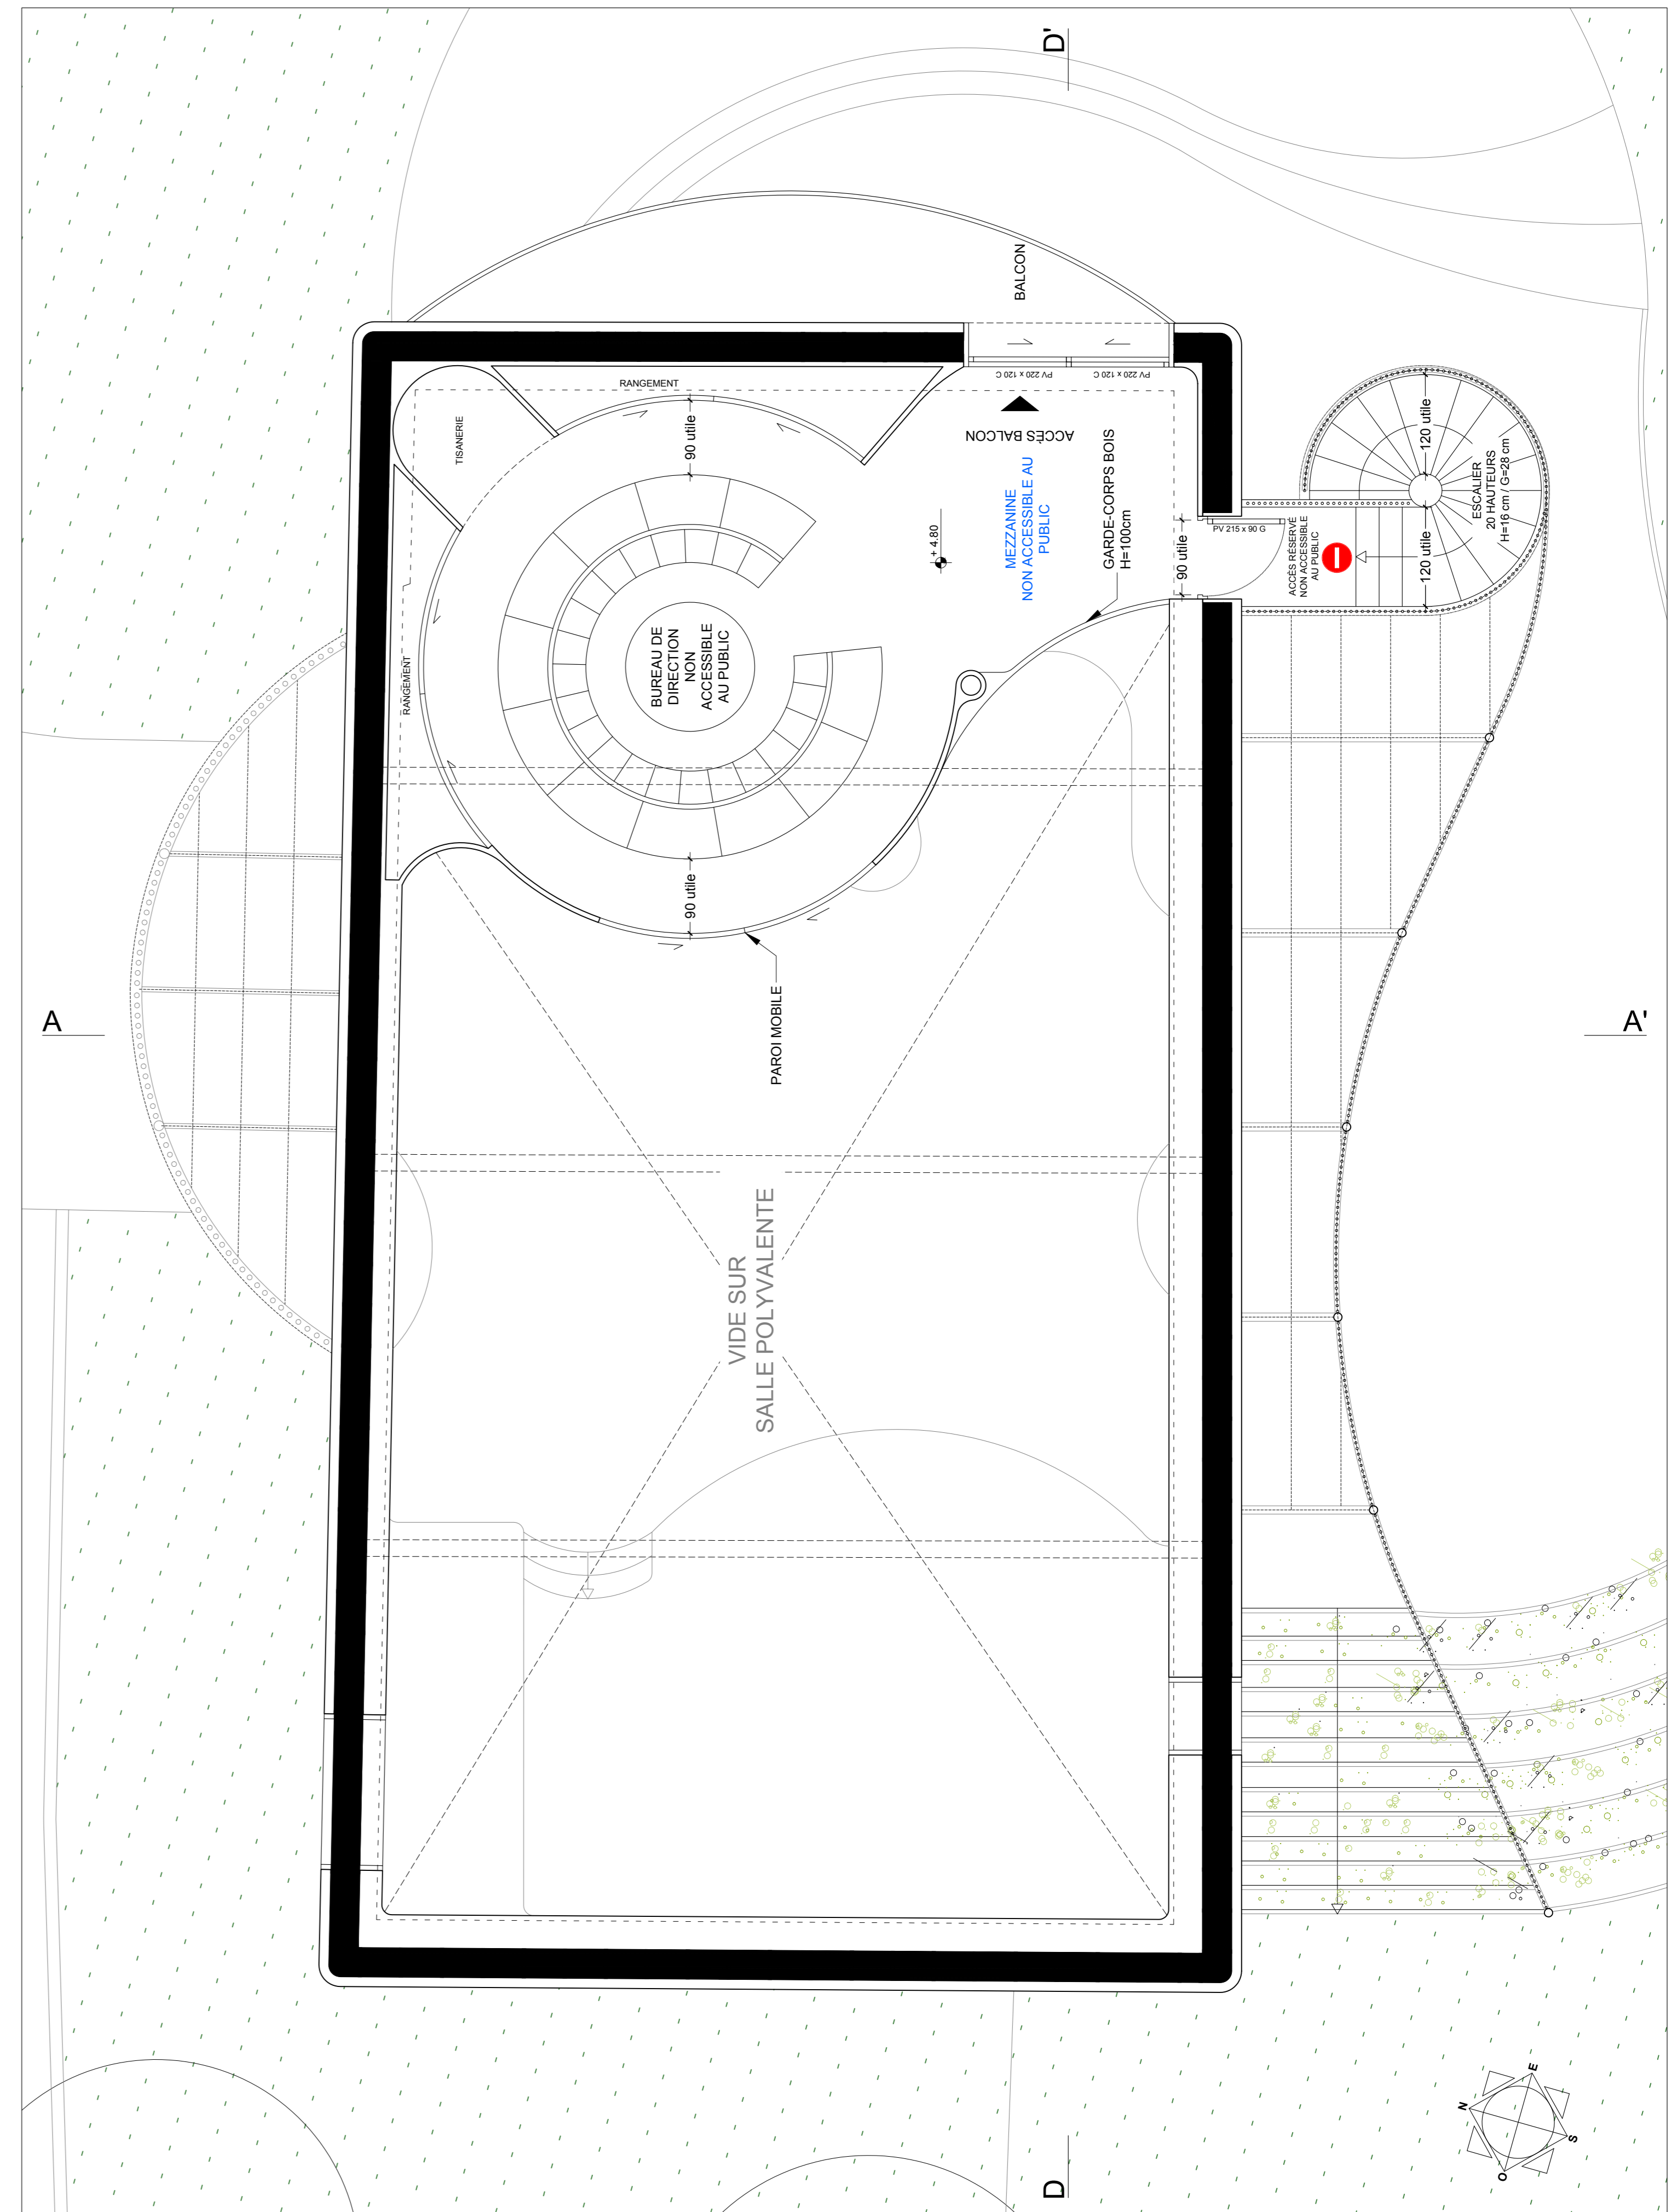 D'
BALCON
RANGEMENT
TISANERIE
90 utile
PV 220 x 120 C
PV 220 x 120 C
ACCÈS BALCON
MEZZANINE
NON ACCESSIBLE AU
PUBLIC
GARDE-CORPS BOIS
H=100cm
+ 4.80
90 utile
PV 215 x 90 G
ACCÈS RÉSERVÉ
NON ACCESSIBLE
AU PUBLIC
120 utile
120 utile
ESCALIER
20 HAUTEURS
H=16 cm / G=28 cm
RANGEMENT
BUREAU DE
DIRECTION
NON
ACCESSIBLE
AU PUBLIC
90 utile
PAROI MOBILE
A
A'
VIDE SUR
SALLE POLYVALENTE
N
E
S
O
D